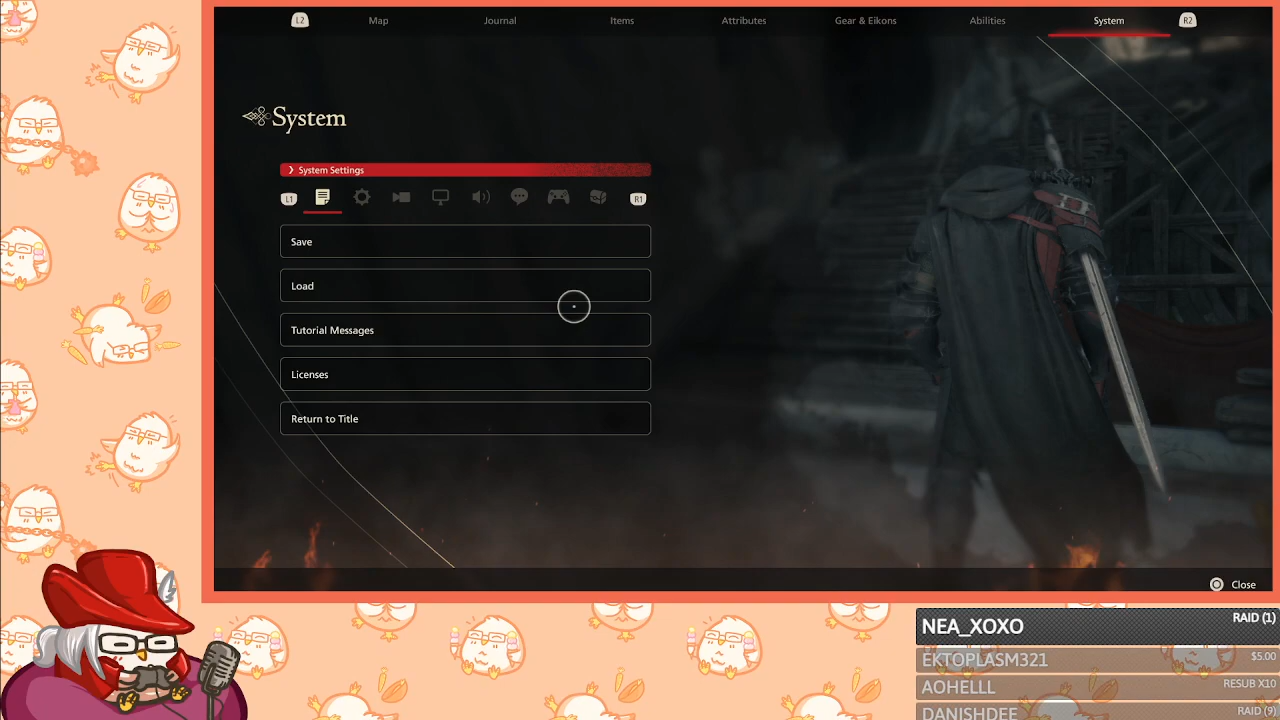 L2 Map Journal Items Attributes Gear & Eikons Abilities System R2
System
System Settings
L1 R1
Save
Load
Tutorial Messages
Licenses
Return to Title
Close
NEA_XOXO RAID (1)
EKTOPLASM321 $5.00
AOHELLL RESUB X10
DANISHDEE RAID (9)